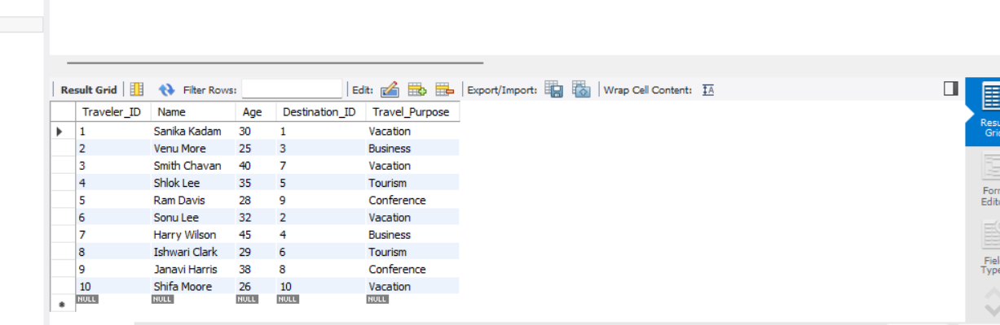 Result Grid Filter Rows: Edit: Export/Import: Wrap Cell Content: IA
Traveler_ID Name Age Destination_ID Travel_Purpose
1 Sanika Kadam 30 1 Vacation
2 Venu More 25 3 Business
3 Smith Chavan 40 7 Vacation
4 Shlok Lee 35 5 Tourism
5 Ram Davis 28 9 Conference
6 Sonu Lee 32 2 Vacation
7 Harry Wilson 45 4 Business
8 Ishwari Clark 29 6 Tourism
9 Janavi Harris 38 8 Conference
10 Shifa Moore 26 10 Vacation
NULL NULL NULL NULL NULL
Resu
Grid
Form
Edito
Fiel
Type